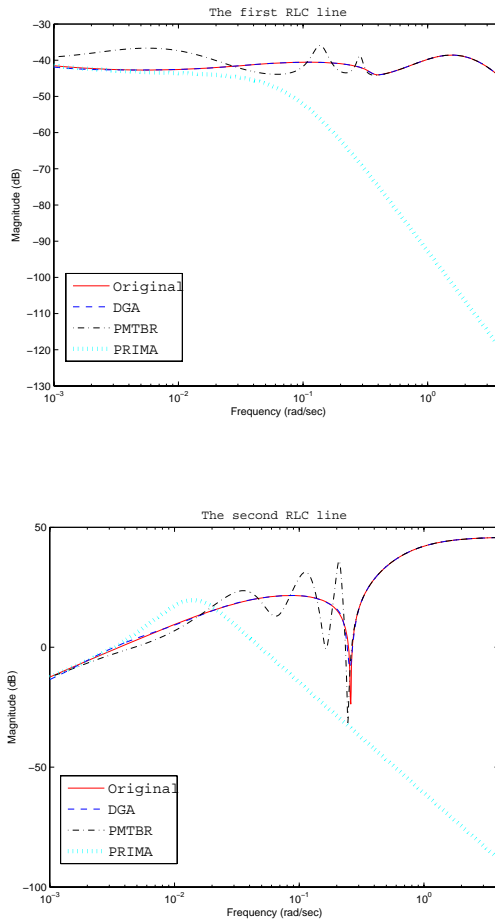 The first RLC line
−30
−40
−50
−60
−70
−80
−90
−100
−110
−120
−130
Magnitude (dB)
Original
DGA
PMTBR
PRIMA
10⁻³
10⁻²
10⁻¹
10⁰
Frequency (rad/sec)
The second RLC line
50
0
−50
−100
Magnitude (dB)
Original
DGA
PMTBR
PRIMA
10⁻³
10⁻²
10⁻¹
10⁰
Frequency (rad/sec)